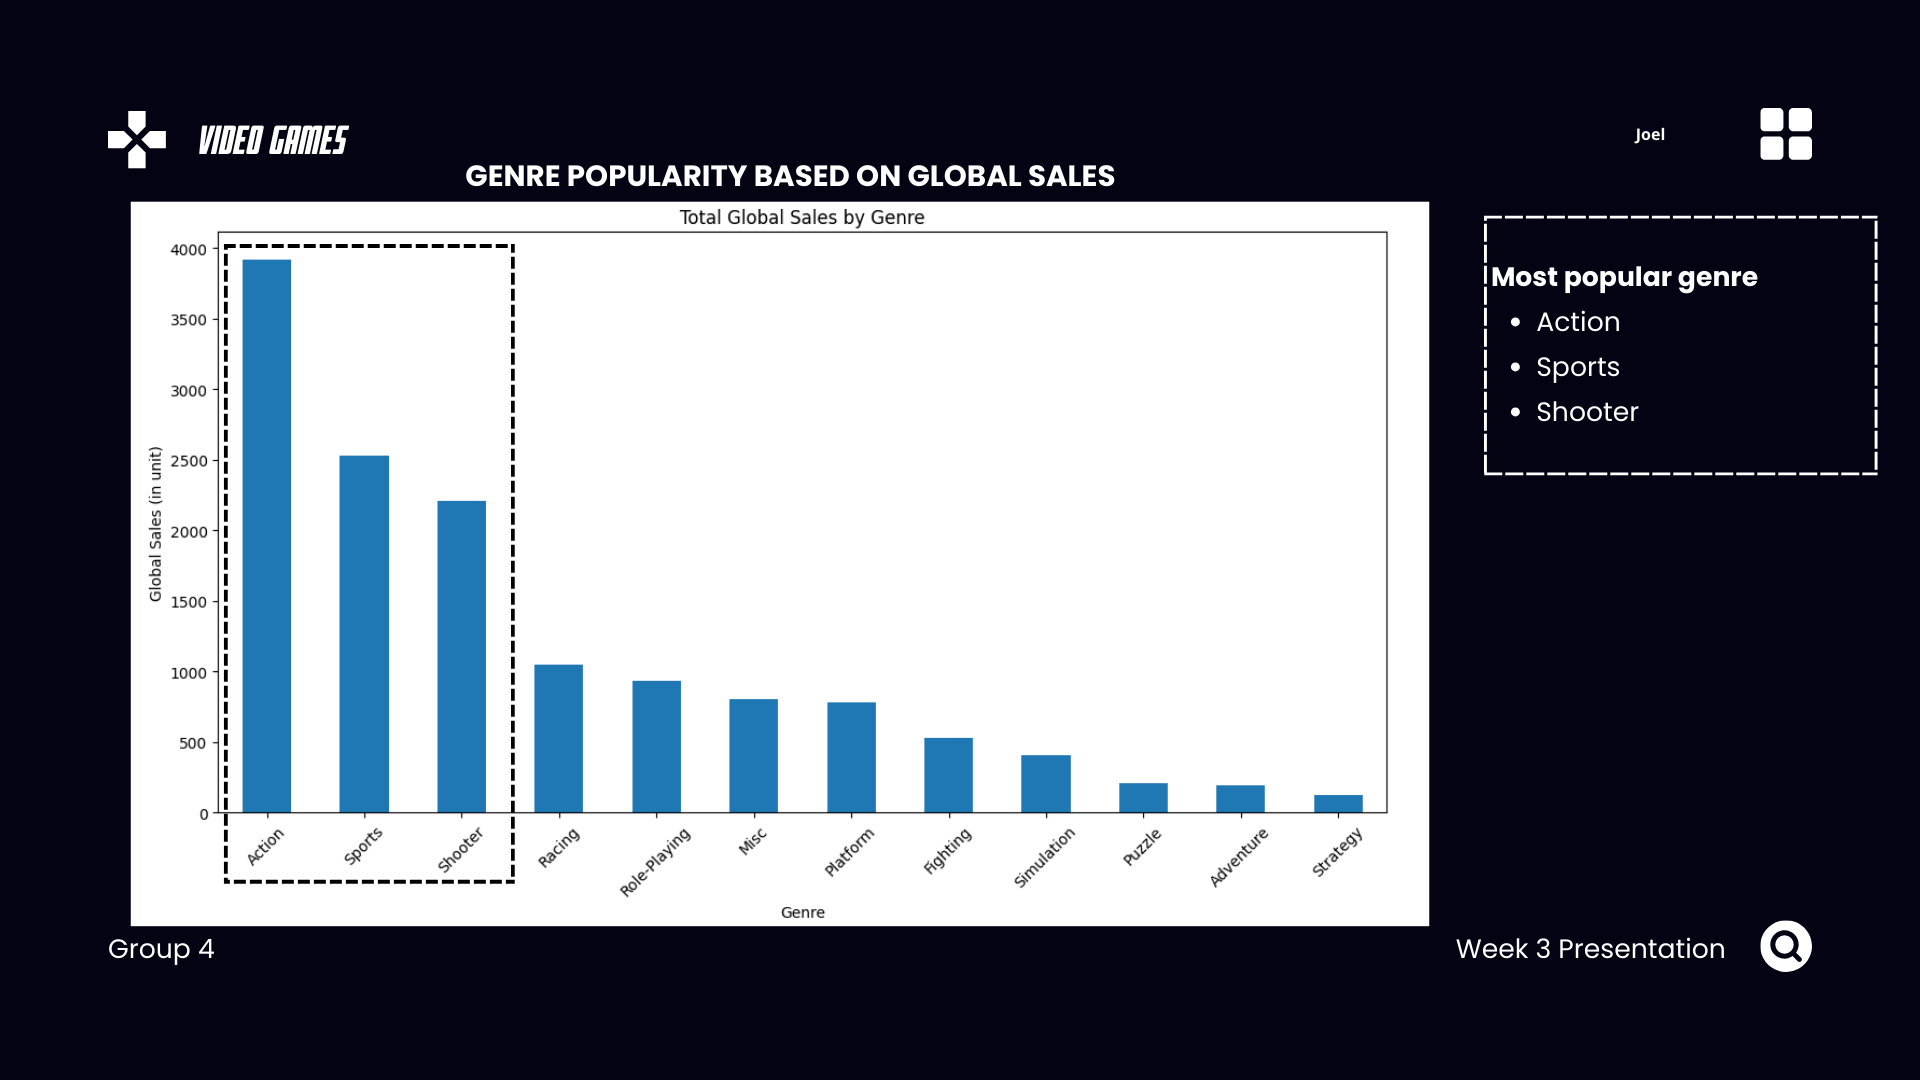 VIDEO GAMES
Joel
GENRE POPULARITY BASED ON GLOBAL SALES
Total Global Sales by Genre
4000
3500
3000
2500
2000
1500
1000
500
0
Global Sales (in unit)
Action
Sports
Shooter
Racing
Role-Playing
Misc
Platform
Fighting
Simulation
Puzzle
Adventure
Strategy
Genre
Most popular genre
• Action
• Sports
• Shooter
Group 4
Week 3 Presentation